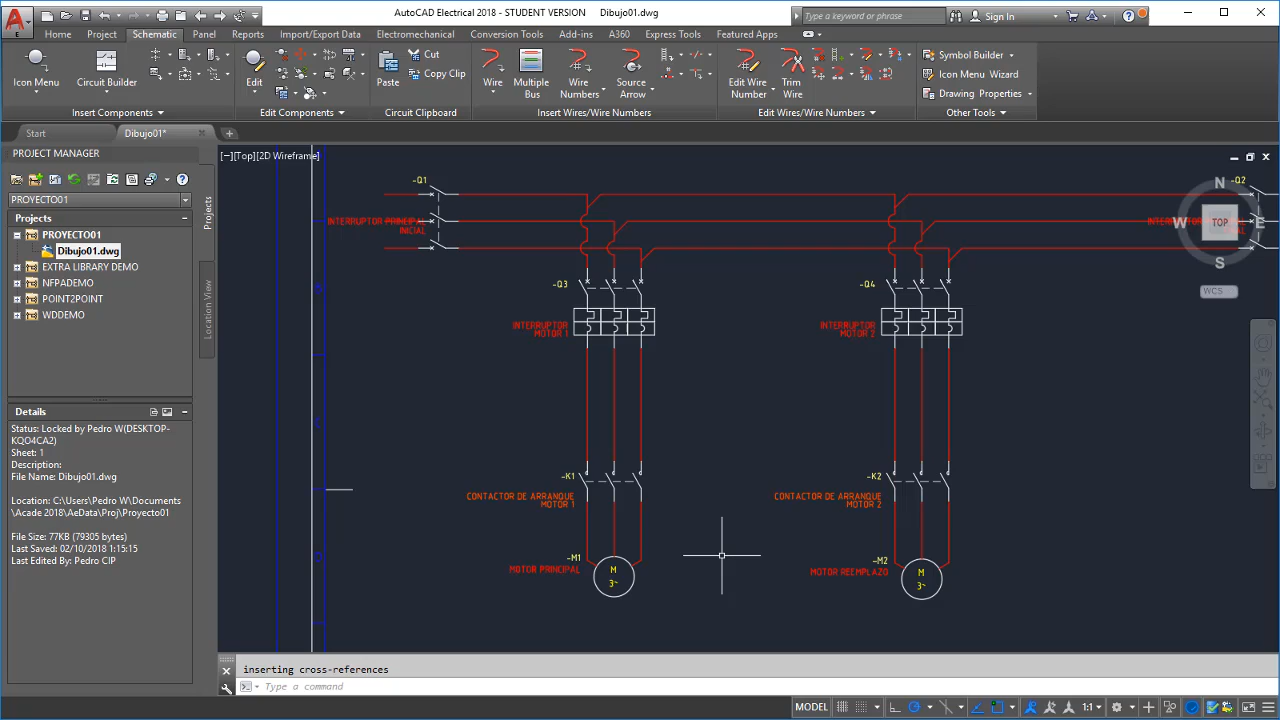 AutoCAD Electrical 2018 - STUDENT VERSION Dibujo01.dwg
Type a keyword or phrase
Sign In
Home Project Schematic Panel Reports Import/Export Data Electromechanical Conversion Tools Add-ins A360 Express Tools Featured Apps
Icon Menu
Circuit Builder
Edit
Paste
Cut
Copy Clip
Wire
Multiple Bus
Wire Numbers
Source Arrow
Edit Wire Number
Trim Wire
Symbol Builder
Icon Menu Wizard
Drawing Properties
Insert Components
Edit Components
Circuit Clipboard
Insert Wires/Wire Numbers
Edit Wires/Wire Numbers
Other Tools
Start
Dibujo01*
PROJECT MANAGER
PROYECTO01
Projects
PROYECTO01
Dibujo01.dwg
EXTRA LIBRARY DEMO
NFPADEMO
POINT2POINT
WDDEMO
Projects
Location View
Details
Status: Locked by Pedro W(DESKTOP-
KQO4CA2)
Sheet: 1
Description:
File Name: Dibujo01.dwg
Location: C:\Users\Pedro W\Documents
\Acade 2018\AeData\Proj\Proyecto01
File Size: 77KB (79305) bytes)
Last Saved: 02/10/2018 1:15:15
Last Edited By: Pedro CIP
[−][Top][2D Wireframe]
-Q1
INTERRUPTOR PRINCIPAL
INICIAL
-Q2
N
W
TOP
E
S
WCS
-Q3
INTERRUPTOR
MOTOR 1
-Q4
INTERRUPTOR
MOTOR 2
-K1
CONTACTOR DE ARRANQUE
MOTOR 1
-K2
CONTACTOR DE ARRANQUE
MOTOR 2
-M1
MOTOR PRINCIPAL
M
3~
-M2
MOTOR REEMPLAZO
M
3~
inserting cross-references
Type a command
MODEL
1:1